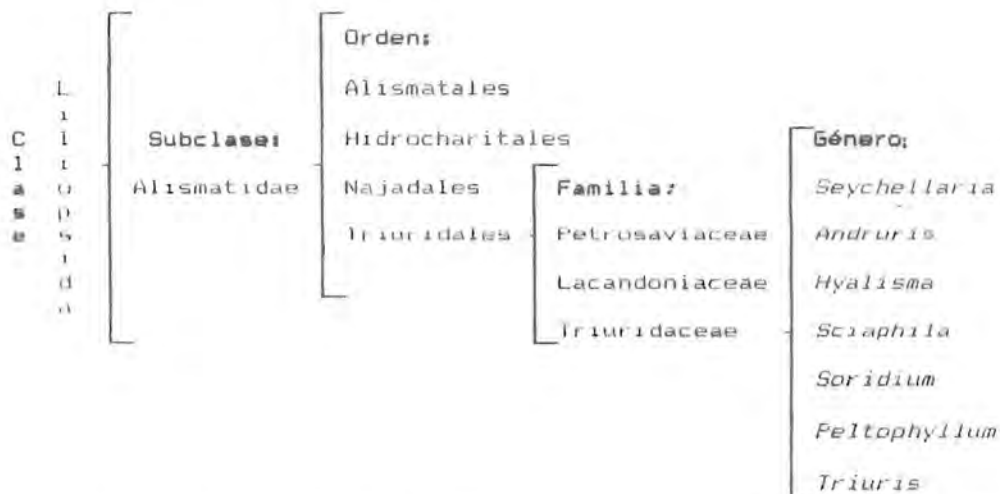 Clase
Liliopsida
Subclase:
Alismatidae
Orden:
Alismatales
Hidrocharitales
Najadales
Triuridales
Familia:
Petrosaviaceae
Lacandoniaceae
Triuridaceae
Género:
Seychellaria
Andruris
Hyalisma
Sciaphila
Soridium
Peltophyllum
Triuris